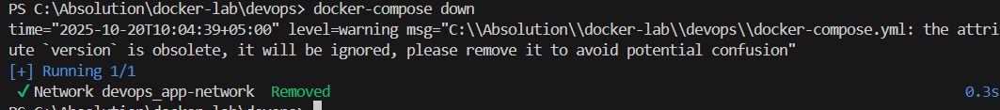 PS C:\Absolution\docker-lab\devops> docker-compose down
time="2025-10-20T10:04:39+05:00" level=warning msg="C:\\Absolution\\docker-lab\\devops\\docker-compose.yml: the attri
ute `version` is obsolete, it will be ignored, please remove it to avoid potential confusion"
[+] Running 1/1
✓ Network devops_app-network Removed 0.3s
PS C:\Absolution\docker-lab\devops>